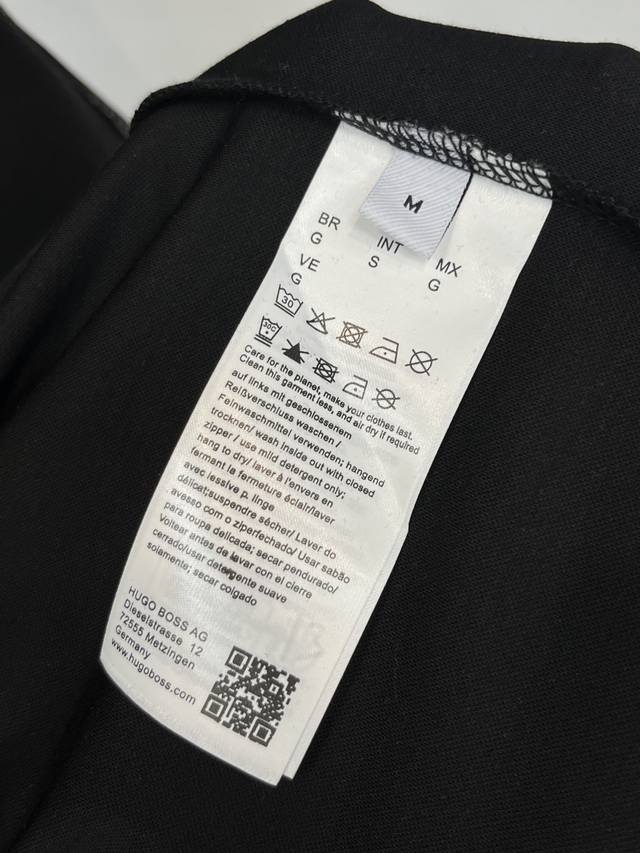 M
BR INT MX
G S G
VE
G
30
30C
Care for the planet, make your clothes last.
Clean this garment less, and air dry if required
auf links mit geschlossenem
Reißverschluss waschen /
Feinwaschmittel verwenden; hangend
trocknen/ wash inside out with closed
zipper / use mild detergent only;
hang to dry/ laver à l'envers en
fermant la fermeture éclair/laver
avec lessive p. linge
délicat;suspendre sécher/ Laver do
avesso com o ziperfechado/ Usar sabão
para roupa delicada; secar pendurado/
Voltear antes de lavar con el cierre
cerrado/usar detergente suave
solamente; secar colgado
HUGO BOSS AG
Dieselstrasse 12
72555 Metzingen
Germany
www.hugoboss.com